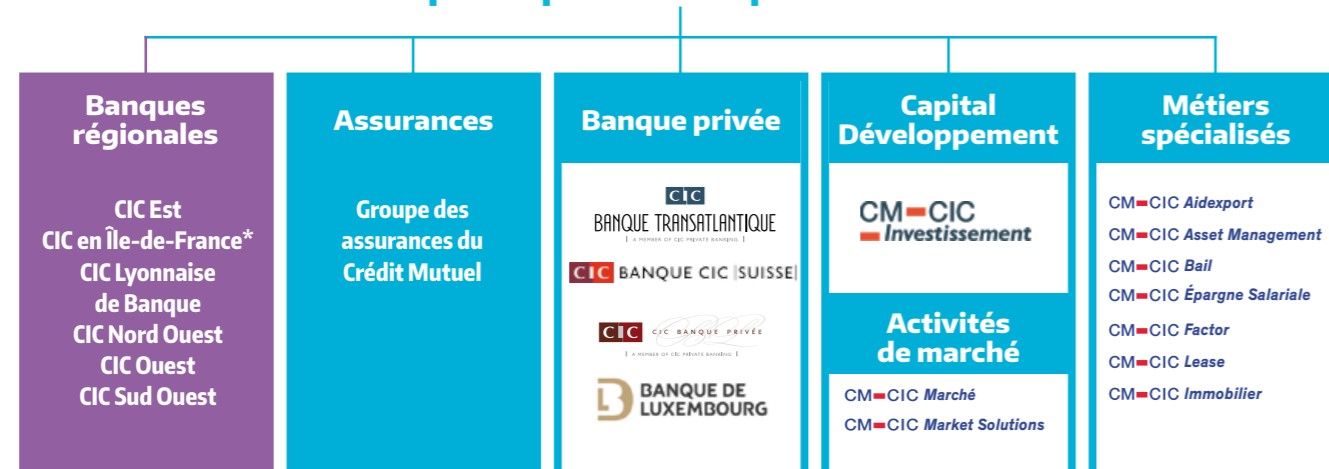 Banques
régionales
CIC Est
CIC en Île-de-France*
CIC Lyonnaise
de Banque
CIC Nord Ouest
CIC Ouest
CIC Sud Ouest
Assurances
Groupe des
assurances du
Crédit Mutuel
Banque privée
CIC
BANQUE TRANSATLANTIQUE
| A MEMBER OF CIC PRIVATE BANKING |
CIC BANQUE CIC |SUISSE|
CIC CIC BANQUE PRIVÉE
| A MEMBER OF CIC PRIVATE BANKING |
BANQUE DE
LUXEMBOURG
Capital
Développement
CM-CIC
Investissement
Activités
de marché
CM-CIC Marché
CM-CIC Market Solutions
Métiers
spécialisés
CM-CIC Aidexport
CM-CIC Asset Management
CM-CIC Bail
CM-CIC Épargne Salariale
CM-CIC Factor
CM-CIC Lease
CM-CIC Immobilier